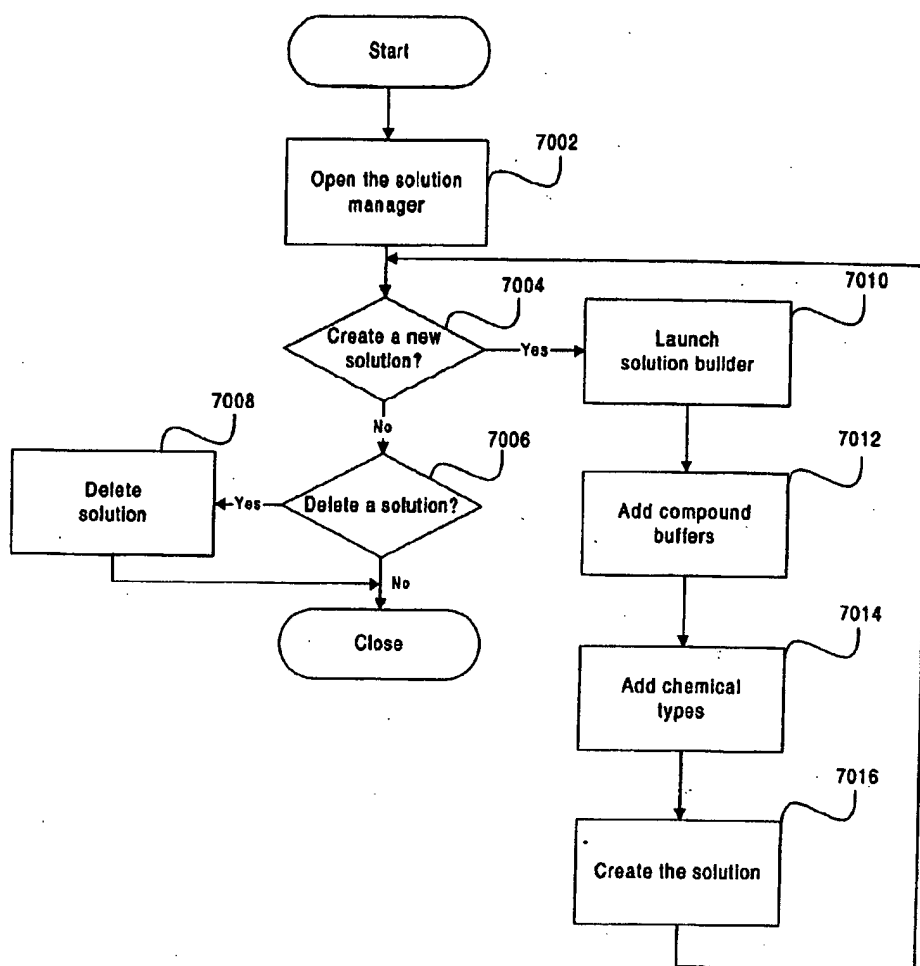 Start
7002
Open the solution
manager
7004
Create a new
solution?
Yes
7010
Launch
solution builder
No
7006
Delete a solution?
Yes
7008
Delete
solution
No
Close
7012
Add compound
buffers
7014
Add chemical
types
7016
Create the solution